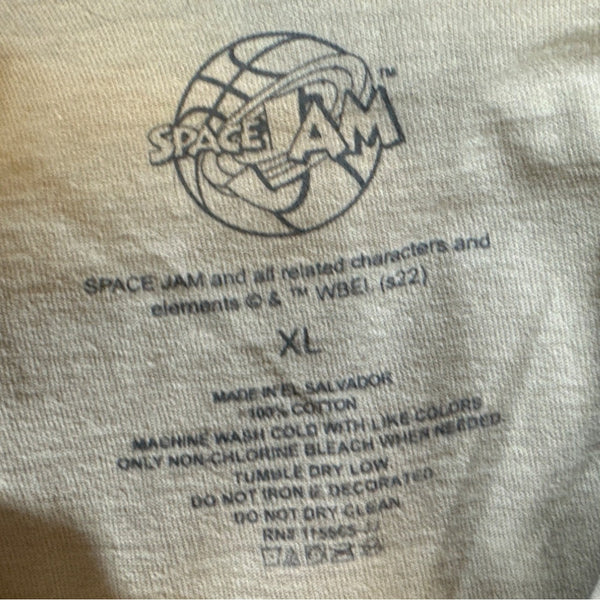 SPACE JAM™
SPACE JAM and all related characters and
elements © & ™ WBEI. (s22)
XL
MADE IN EL SALVADOR
100% COTTON
MACHINE WASH COLD WITH LIKE COLORS
ONLY NON-CHLORINE BLEACH WHEN NEEDED.
TUMBLE DRY LOW.
DO NOT IRON IF DECORATED.
DO NOT DRY CLEAN
RN#